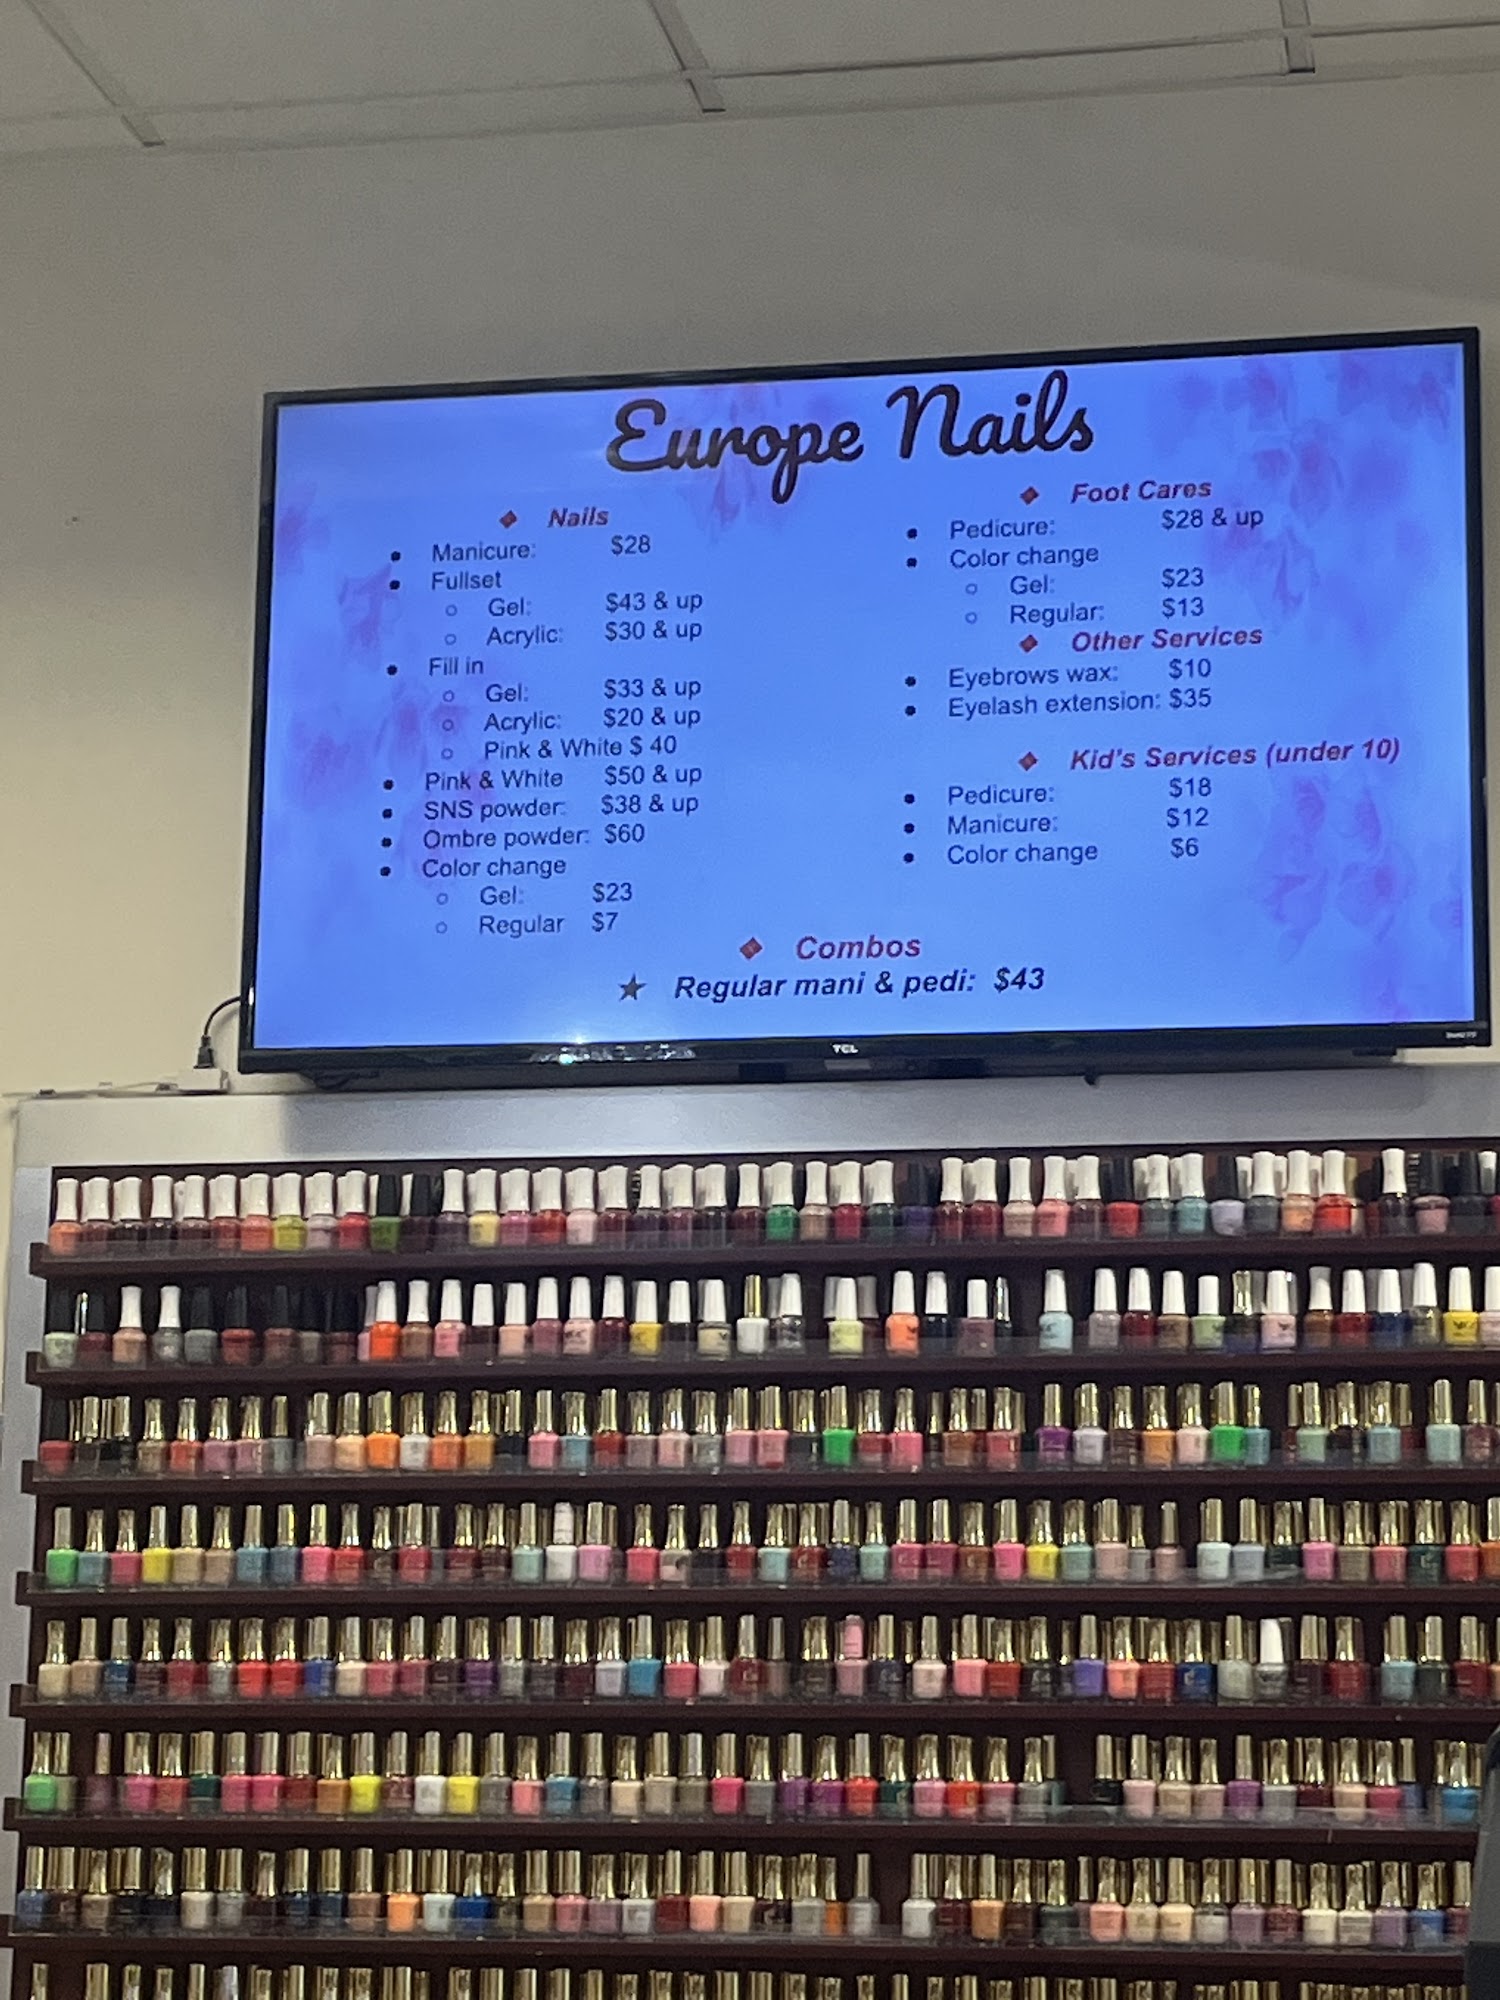 Europe Nails
❖ Nails
● Manicure: $28
● Fullset
○ Gel: $43 & up
○ Acrylic: $30 & up
● Fill in
○ Gel: $33 & up
○ Acrylic: $20 & up
○ Pink & White $ 40
● Pink & White $50 & up
● SNS powder: $38 & up
● Ombre powder: $60
● Color change
○ Gel: $23
○ Regular $7
❖ Foot Cares
● Pedicure: $28 & up
● Color change
○ Gel: $23
○ Regular: $13
❖ Other Services
● Eyebrows wax: $10
● Eyelash extension: $35
❖ Kid's Services (under 10)
● Pedicure: $18
● Manicure: $12
● Color change $6
❖ Combos
★ Regular mani & pedi: $43
TCL